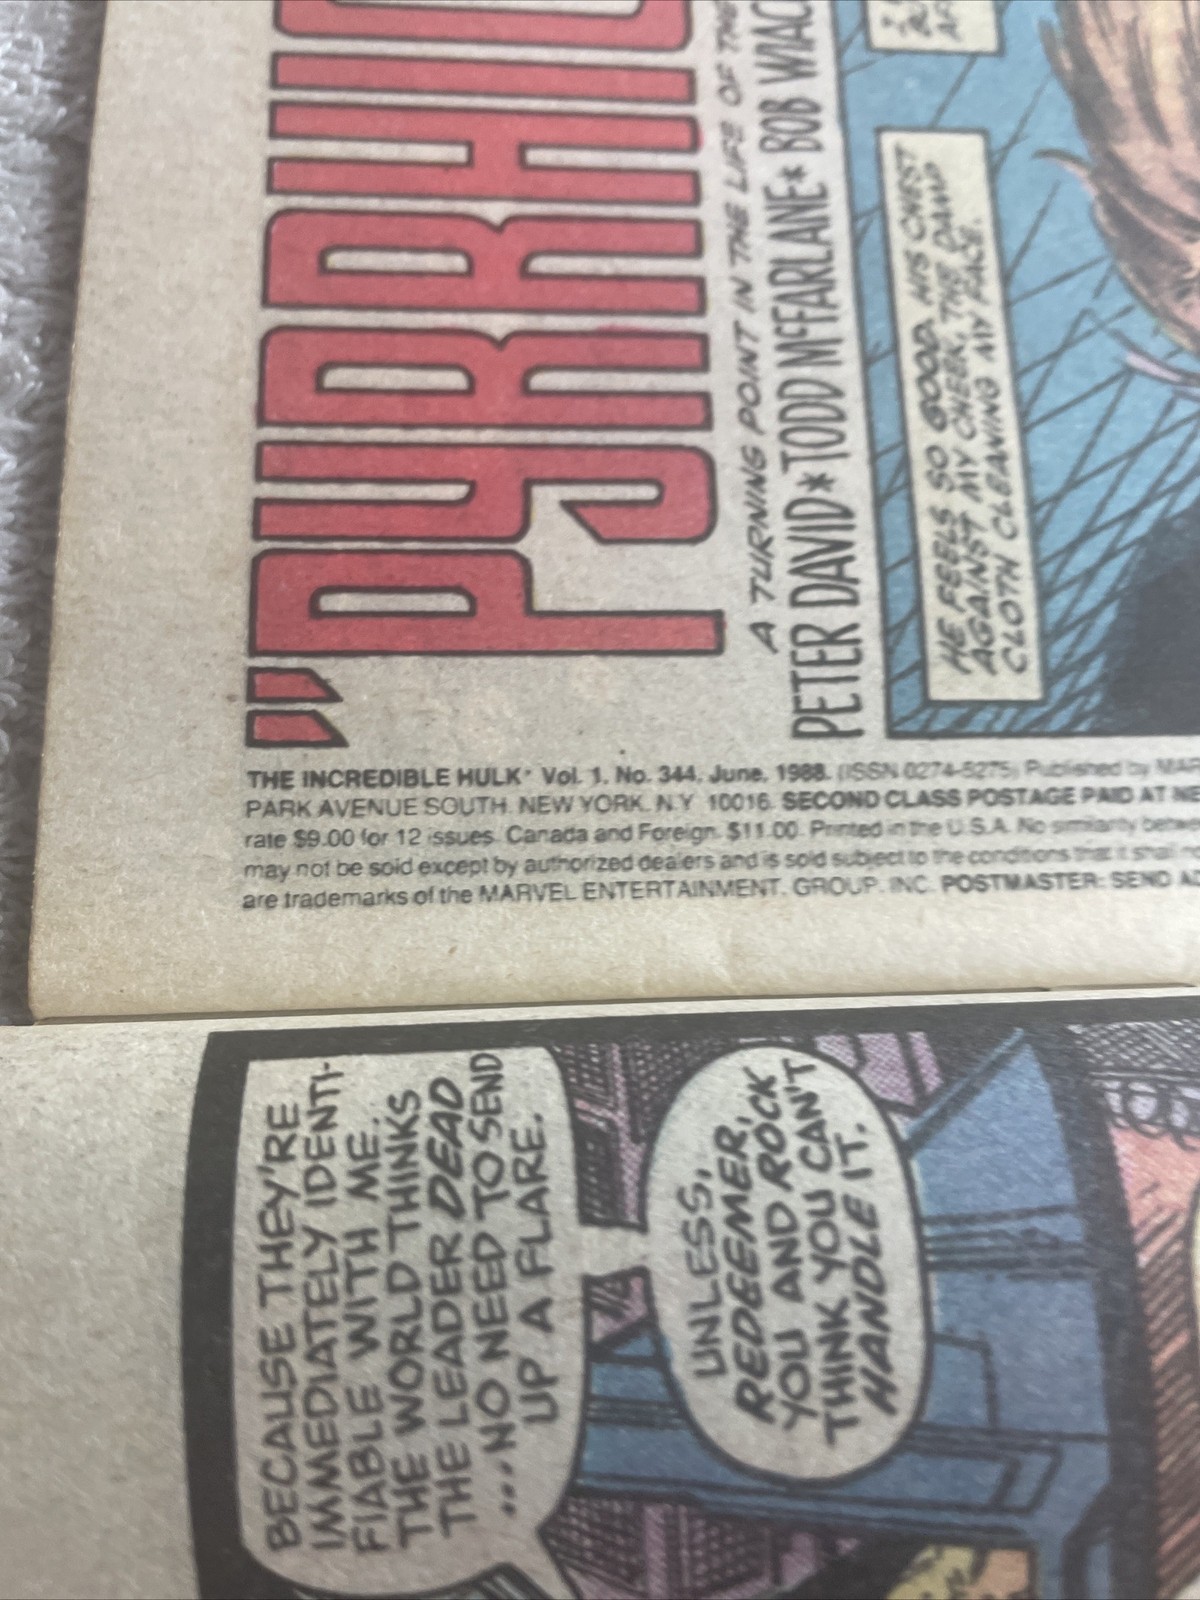 "PYRRHIC
A TURNING POINT IN THE LIFE OF THE
PETER DAVID * TODD McFARLANE * BOB WIAC
HE FEELS SO GOOD. HIS CHEST
AGAINST MY CHEEK, THE DAMP
CLOTH CLEANING MY FACE.
THE INCREDIBLE HULK® Vol. 1, No. 344, June, 1988. (ISSN 0274-5275) Published by MAR
PARK AVENUE SOUTH, NEW YORK, N.Y. 10016. SECOND CLASS POSTAGE PAID AT NE
rate $9.00 for 12 issues. Canada and Foreign, $11.00. Printed in the U.S.A. No similarity betwe
may not be sold except by authorized dealers and is sold subject to the conditions that it shall no
are trademarks of the MARVEL ENTERTAINMENT, GROUP, INC. POSTMASTER: SEND AD
BECAUSE THEY'RE
IMMEDIATELY IDENTI-
FIABLE WITH ME.
THE WORLD THINKS
THE LEADER DEAD
...NO NEED TO SEND
UP A FLARE.
UNLESS,
REDEEMER,
YOU AND ROCK
THINK YOU CAN'T
HANDLE IT.